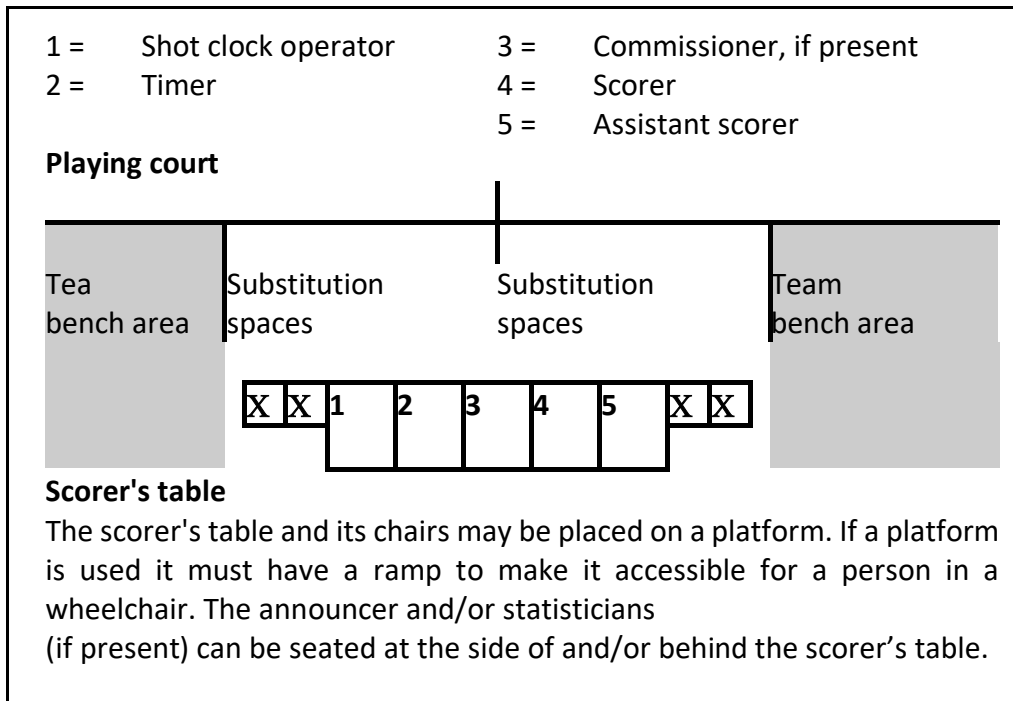 1 = Shot clock operator 3 = Commissioner, if present
2 = Timer 4 = Scorer
5 = Assistant scorer
Playing court
Tea Substitution Substitution Team
bench area spaces spaces bench area
X X 1 2 3 4 5 X X
Scorer's table
The scorer's table and its chairs may be placed on a platform. If a platform
is used it must have a ramp to make it accessible for a person in a
wheelchair. The announcer and/or statisticians
(if present) can be seated at the side of and/or behind the scorer’s table.